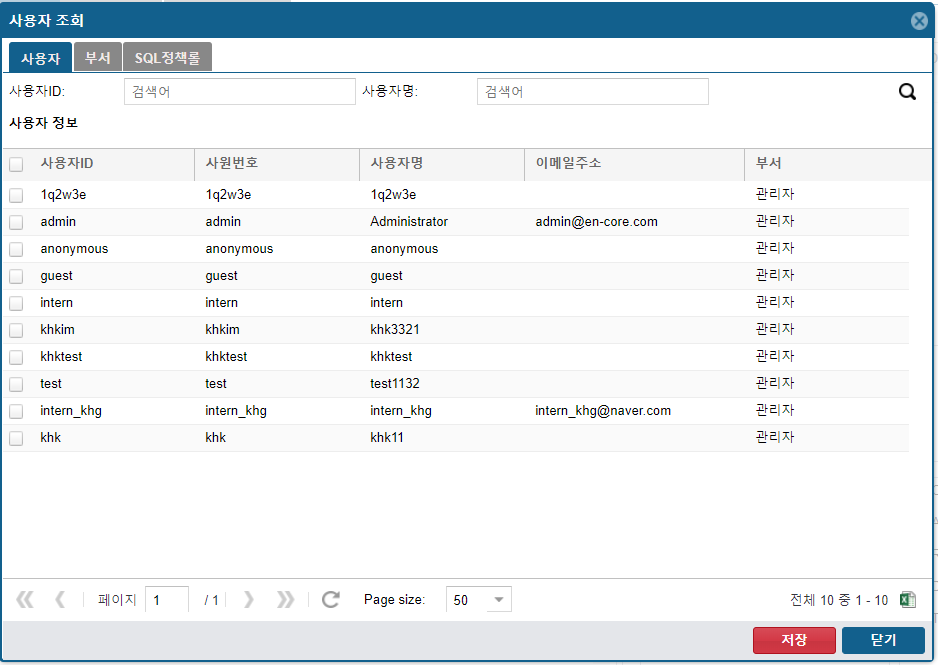 사용자 조회
사용자 부서 SQL정책룰
사용자ID: 검색어 사용자명: 검색어
사용자 정보
사용자ID 사원번호 사용자명 이메일주소 부서
1q2w3e 1q2w3e 1q2w3e 관리자
admin admin Administrator admin@en-core.com 관리자
anonymous anonymous anonymous 관리자
guest guest guest 관리자
intern intern intern 관리자
khkim khkim khk3321 관리자
khktest khktest khktest 관리자
test test test1132 관리자
intern_khg intern_khg intern_khg intern_khg@naver.com 관리자
khk khk khk11 관리자
페이지 1 / 1 Page size: 50 전체 10 중 1 - 10
저장 닫기